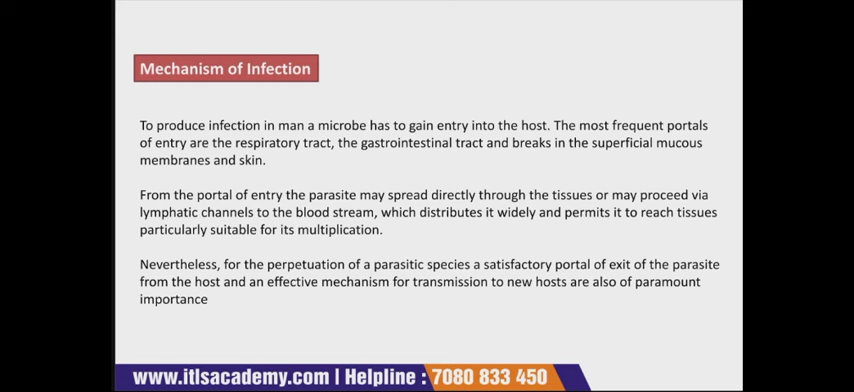 Mechanism of Infection
To produce infection in man a microbe has to gain entry into the host. The most frequent portals
of entry are the respiratory tract, the gastrointestinal tract and breaks in the superficial mucous
membranes and skin.
From the portal of entry the parasite may spread directly through the tissues or may proceed via
lymphatic channels to the blood stream, which distributes it widely and permits it to reach tissues
particularly suitable for its multiplication.
Nevertheless, for the perpetuation of a parasitic species a satisfactory portal of exit of the parasite
from the host and an effective mechanism for transmission to new hosts are also of paramount
importance
www.itlsacademy.com | Helpline : 7080 833 450